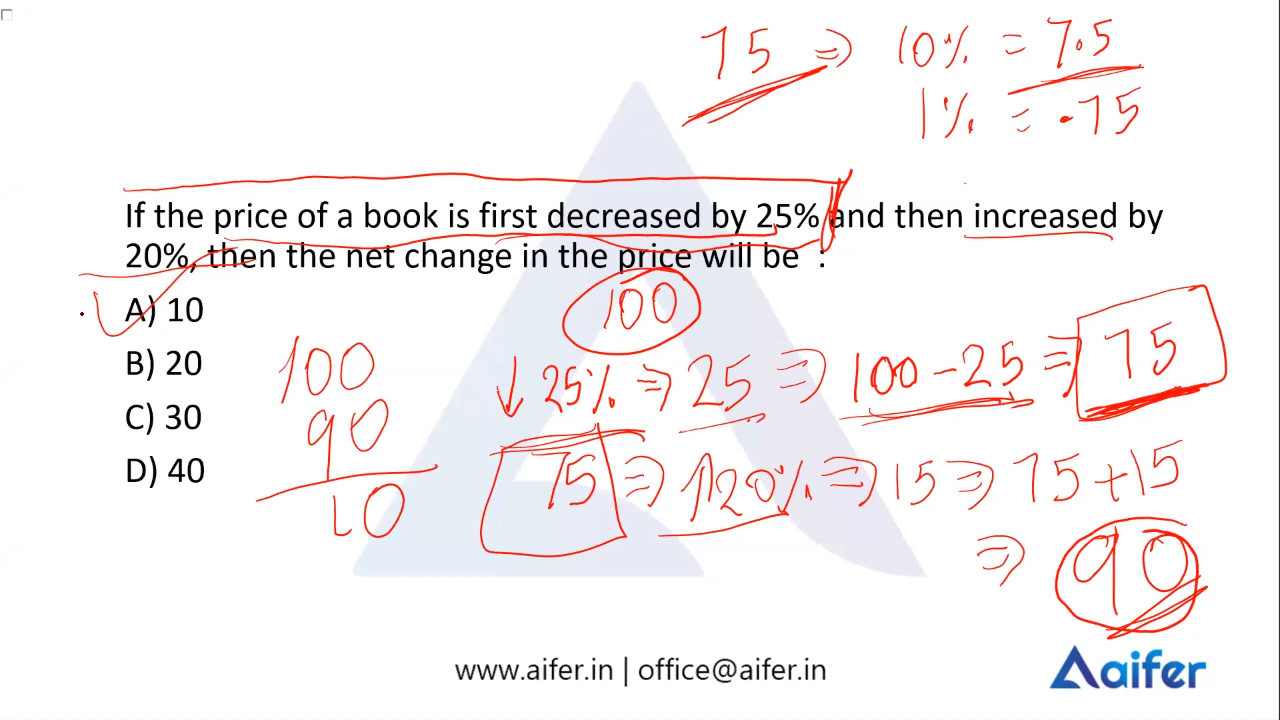 75 ⇒ 10% = 7.5
1% = .75
If the price of a book is first decreased by 25% and then increased by
20%, then the net change in the price will be :
A) 10
B) 20
C) 30
D) 40
100
↓ 25% ⇒ 25 ⇒ 100 - 25 ⇒ 75
75 ⇒ ↑20% ⇒ 15 ⇒ 75 + 15
⇒ 90
100
90
10
www.aifer.in | office@aifer.in
aifer